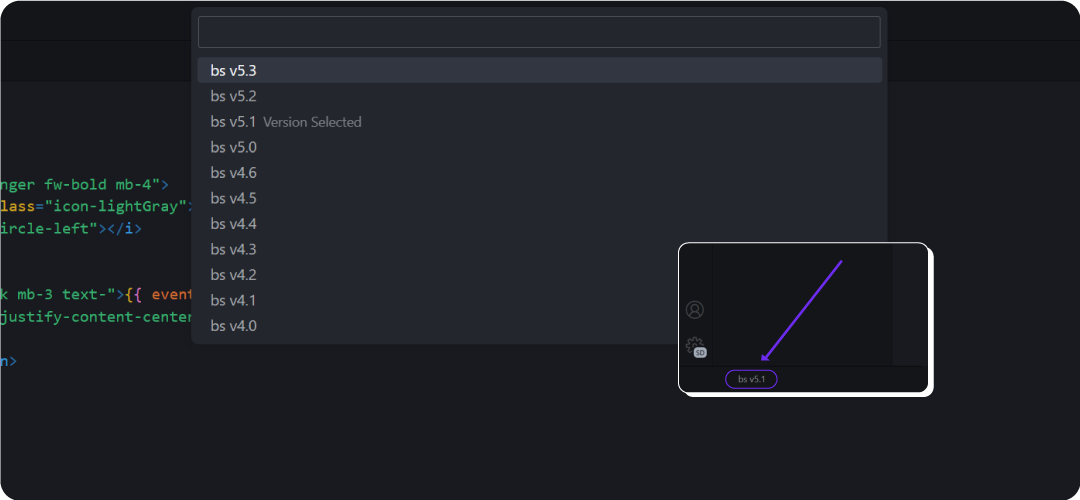 bs v5.3
bs v5.2
bs v5.1 Version Selected
bs v5.0
bs v4.6
bs v4.5
bs v4.4
bs v4.3
bs v4.2
bs v4.1
bs v4.0
nger fw-bold mb-4">
lass="icon-lightGray">
ircle-left"></i>
k mb-3 text-">{{ event
justify-content-center
n>
SD
bs v5.1